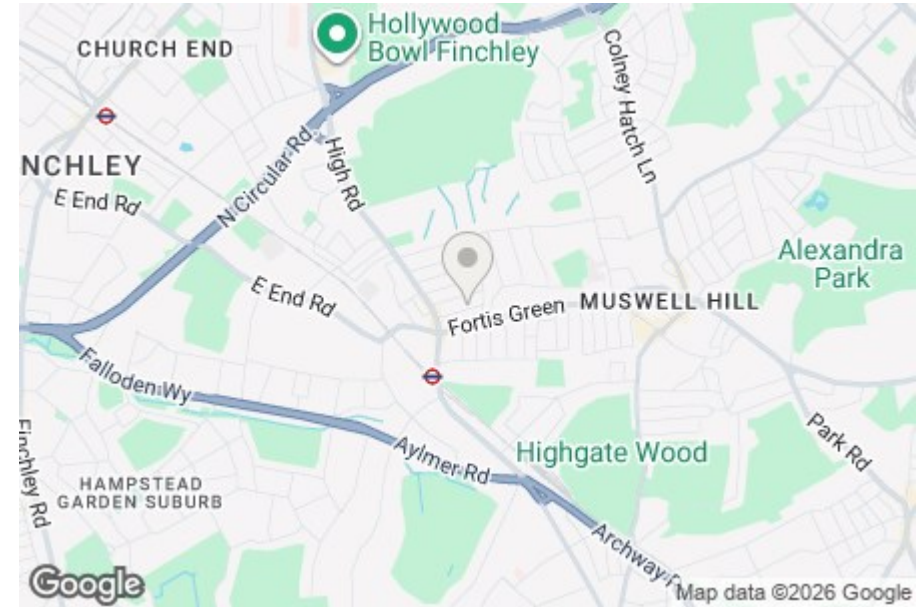 Hollywood
Bowl Finchley
CHURCH END
Colney Hatch Ln
High Rd
N Circular Rd
NCHLEY
E End Rd
Alexandra
Park
E End Rd
Fortis Green
MUSWELL HILL
Falloden Wy
Finchley Rd
Aylmer Rd
Highgate Wood
Park Rd
HAMPSTEAD
GARDEN SUBURB
Archway
Google
Map data ©2026 Google